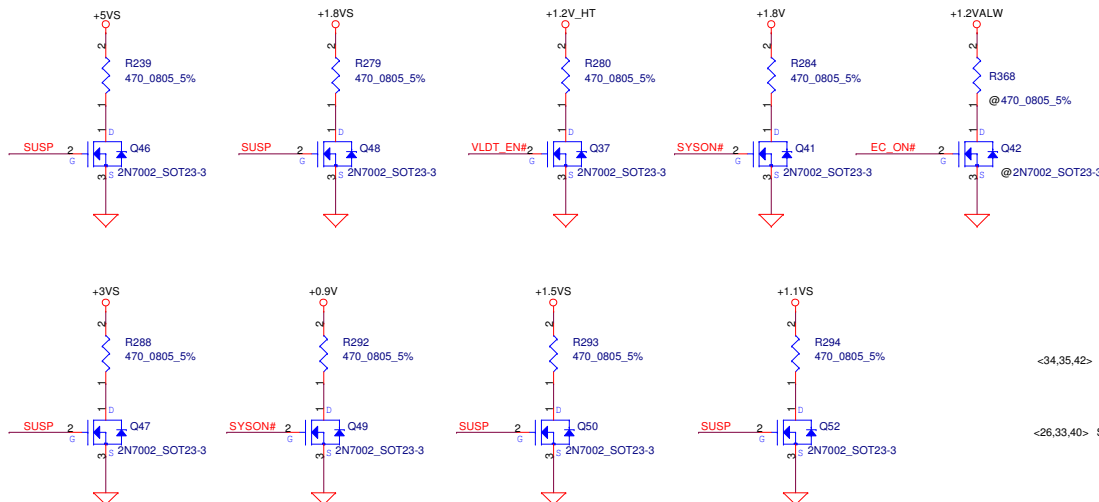 +5VS
2
R239
470_0805_5%
1
1
D
SUSP
2
G
Q46
S
2N7002_SOT23-3
3
+1.8VS
2
R279
470_0805_5%
1
1
D
SUSP
2
G
Q48
S
2N7002_SOT23-3
3
+1.2V_HT
2
R280
470_0805_5%
1
1
D
VLDT_EN#
2
G
Q37
S
2N7002_SOT23-3
3
+1.8V
2
R284
470_0805_5%
1
1
D
SYSON#
2
G
Q41
S
2N7002_SOT23-3
3
+1.2VALW
2
R368
@470_0805_5%
1
1
D
EC_ON#
2
G
Q42
S
@2N7002_SOT23-3
3
+3VS
2
R288
470_0805_5%
1
1
D
SUSP
2
G
Q47
S
2N7002_SOT23-3
3
+0.9V
2
R292
470_0805_5%
1
1
D
SYSON#
2
G
Q49
S
2N7002_SOT23-3
3
+1.5VS
2
R293
470_0805_5%
1
1
D
SUSP
2
G
Q50
S
2N7002_SOT23-3
3
+1.1VS
2
R294
470_0805_5%
1
1
D
SUSP
2
G
Q52
S
2N7002_SOT23-3
3
<34,35,42>
<26,33,40>